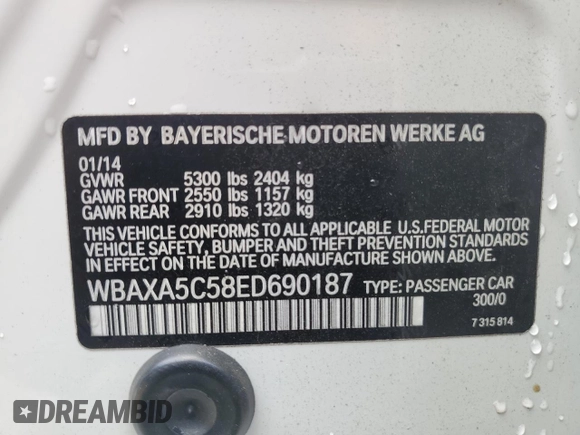 MFD BY BAYERISCHE MOTOREN WERKE AG
01/14
GVWR 5300 lbs 2404 kg
GAWR FRONT 2550 lbs 1157 kg
GAWR REAR 2910 lbs 1320 kg
THIS VEHICLE CONFORMS TO ALL APPLICABLE U.S.FEDERAL MOTOR
VEHICLE SAFETY, BUMPER AND THEFT PREVENTION STANDARDS
IN EFFECT ON THE DATE OF MANUFACTURE SHOWN ABOVE.
WBAXA5C58ED690187 TYPE: PASSENGER CAR
300/0
7 315 814
DREAMBID